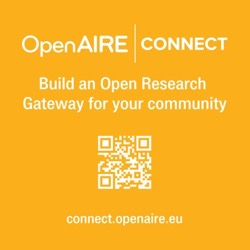 OpenAIRE | CONNECT
Build an Open Research
Gateway for your community
connect.openaire.eu